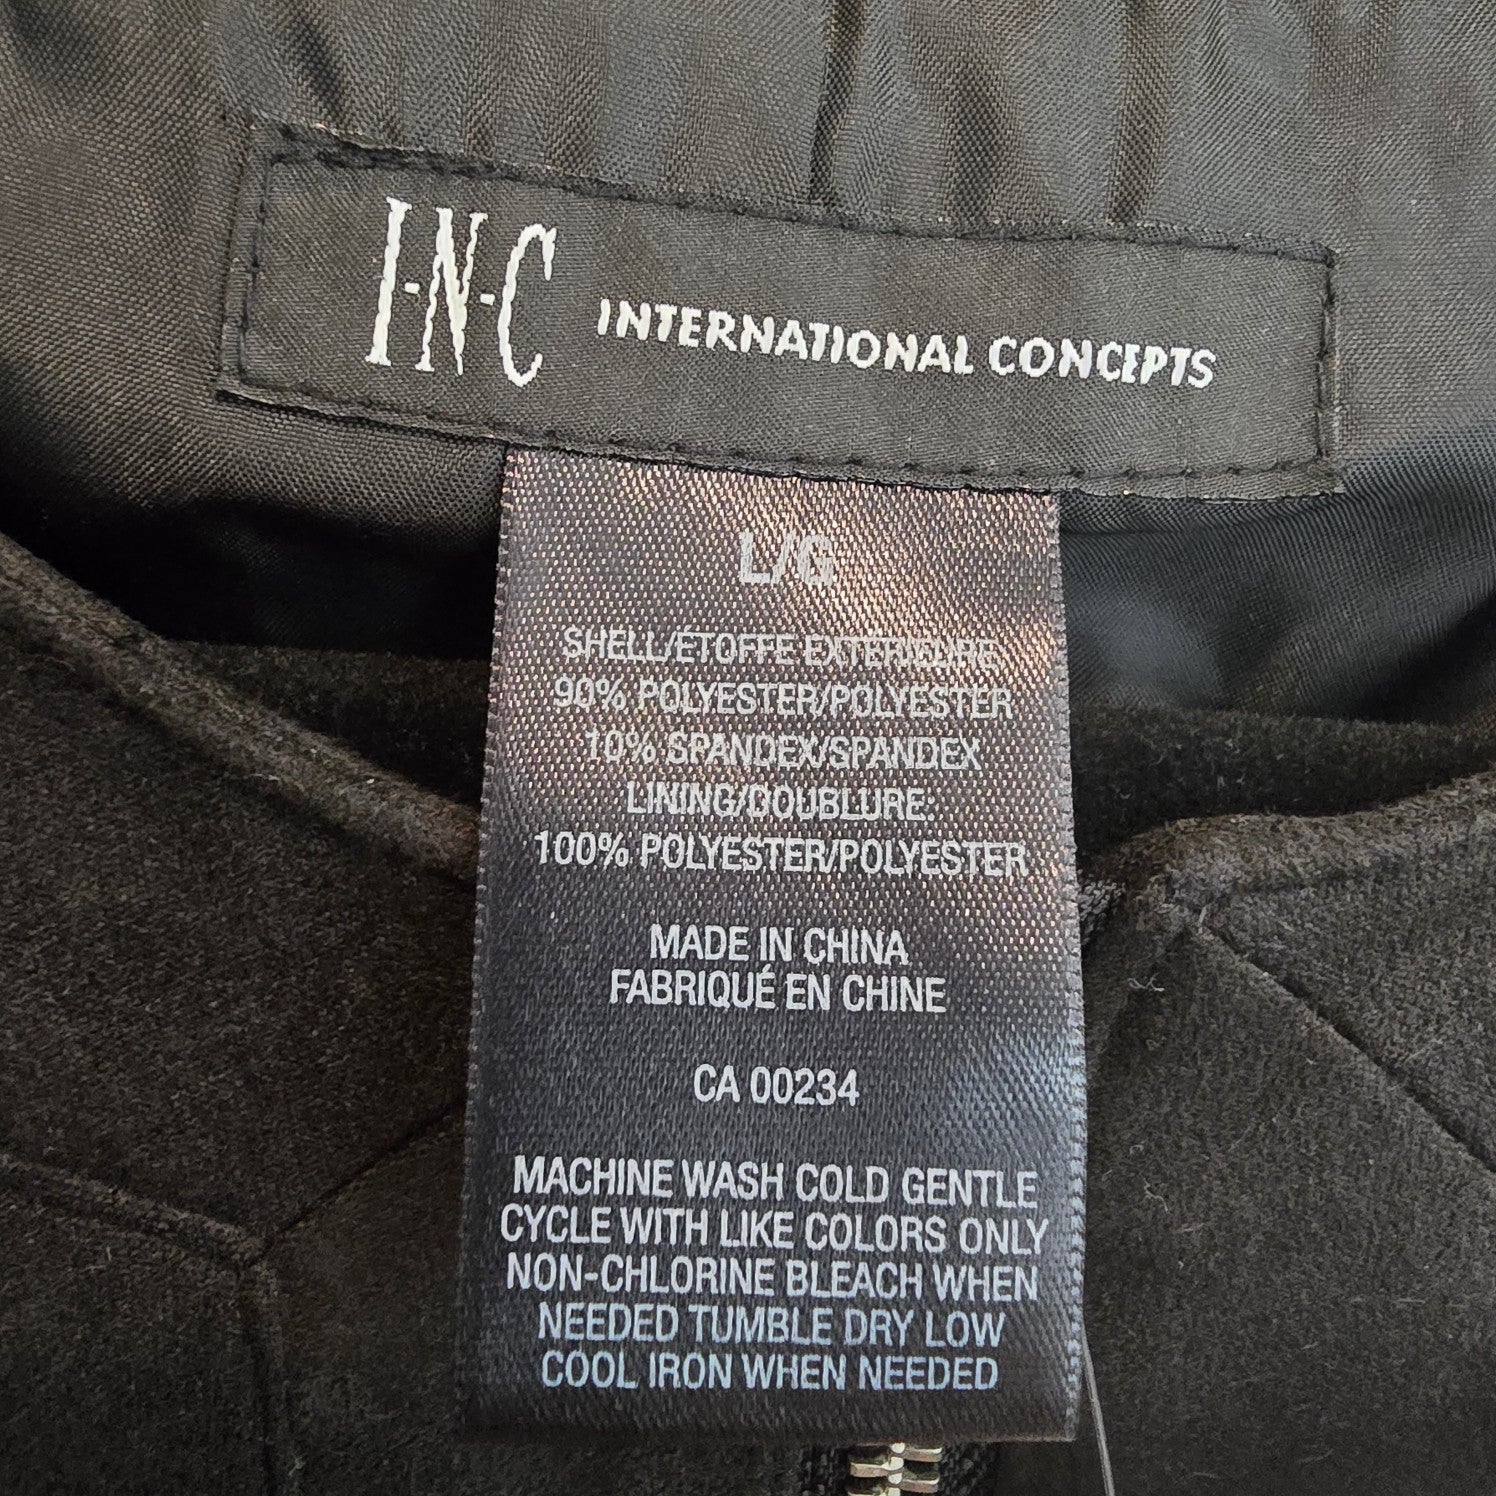 I-N-C INTERNATIONAL CONCEPTS
L/G
SHELL/ÉTOFFE EXTÉRIEURE
90% POLYESTER/POLYESTER
10% SPANDEX/SPANDEX
LINING/DOUBLURE:
100% POLYESTER/POLYESTER
MADE IN CHINA
FABRIQUÉ EN CHINE
CA 00234
MACHINE WASH COLD GENTLE
CYCLE WITH LIKE COLORS ONLY
NON-CHLORINE BLEACH WHEN
NEEDED TUMBLE DRY LOW
COOL IRON WHEN NEEDED